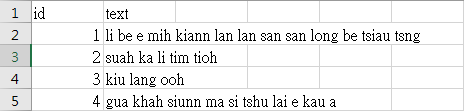 1 id text
2 1 li be e mih kiann lan lan san san long be tsiau tsng
3 2 suah ka li tim tioh
4 3 kiu lang ooh
5 4 gua khah siunn ma si tshu lai e kau a